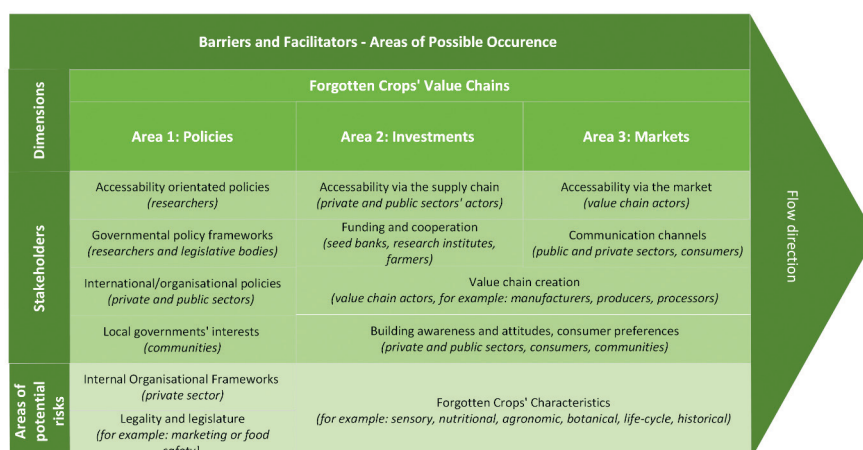 Barriers and Facilitators - Areas of Possible Occurence
Dimensions
Forgotten Crops' Value Chains
Area 1: Policies
Area 2: Investments
Area 3: Markets
Stakeholders
Accessability orientated policies
(researchers)
Accessability via the supply chain
(private and public sectors' actors)
Accessability via the market
(value chain actors)
Governmental policy frameworks
(researchers and legislative bodies)
Funding and cooperation
(seed banks, research institutes,
farmers)
Communication channels
(public and private sectors, consumers)
International/organisational policies
(private and public sectors)
Value chain creation
(value chain actors, for example: manufacturers, producers, processors)
Local governments' interests
(communities)
Building awareness and attitudes, consumer preferences
(private and public sectors, consumers, communities)
Areas of
potential
risks
Internal Organisational Frameworks
(private sector)
Legality and legislature
(for example: marketing or food
safety)
Forgotten Crops' Characteristics
(for example: sensory, nutritional, agronomic, botanical, life-cycle, historical)
Flow direction